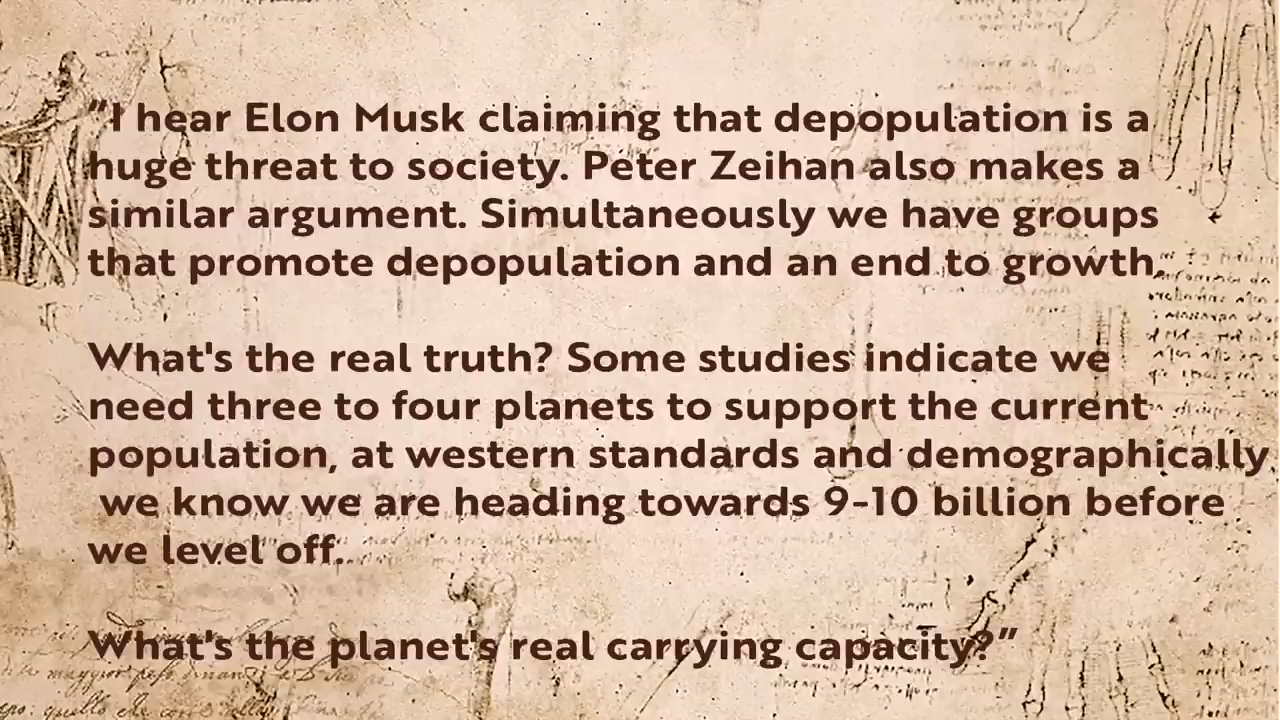 "I hear Elon Musk claiming that depopulation is a
huge threat to society. Peter Zeihan also makes a
similar argument. Simultaneously we have groups
that promote depopulation and an end to growth.
What's the real truth? Some studies indicate we
need three to four planets to support the current
population, at western standards and demographically
we know we are heading towards 9-10 billion before
we level off.
What's the planet's real carrying capacity?"